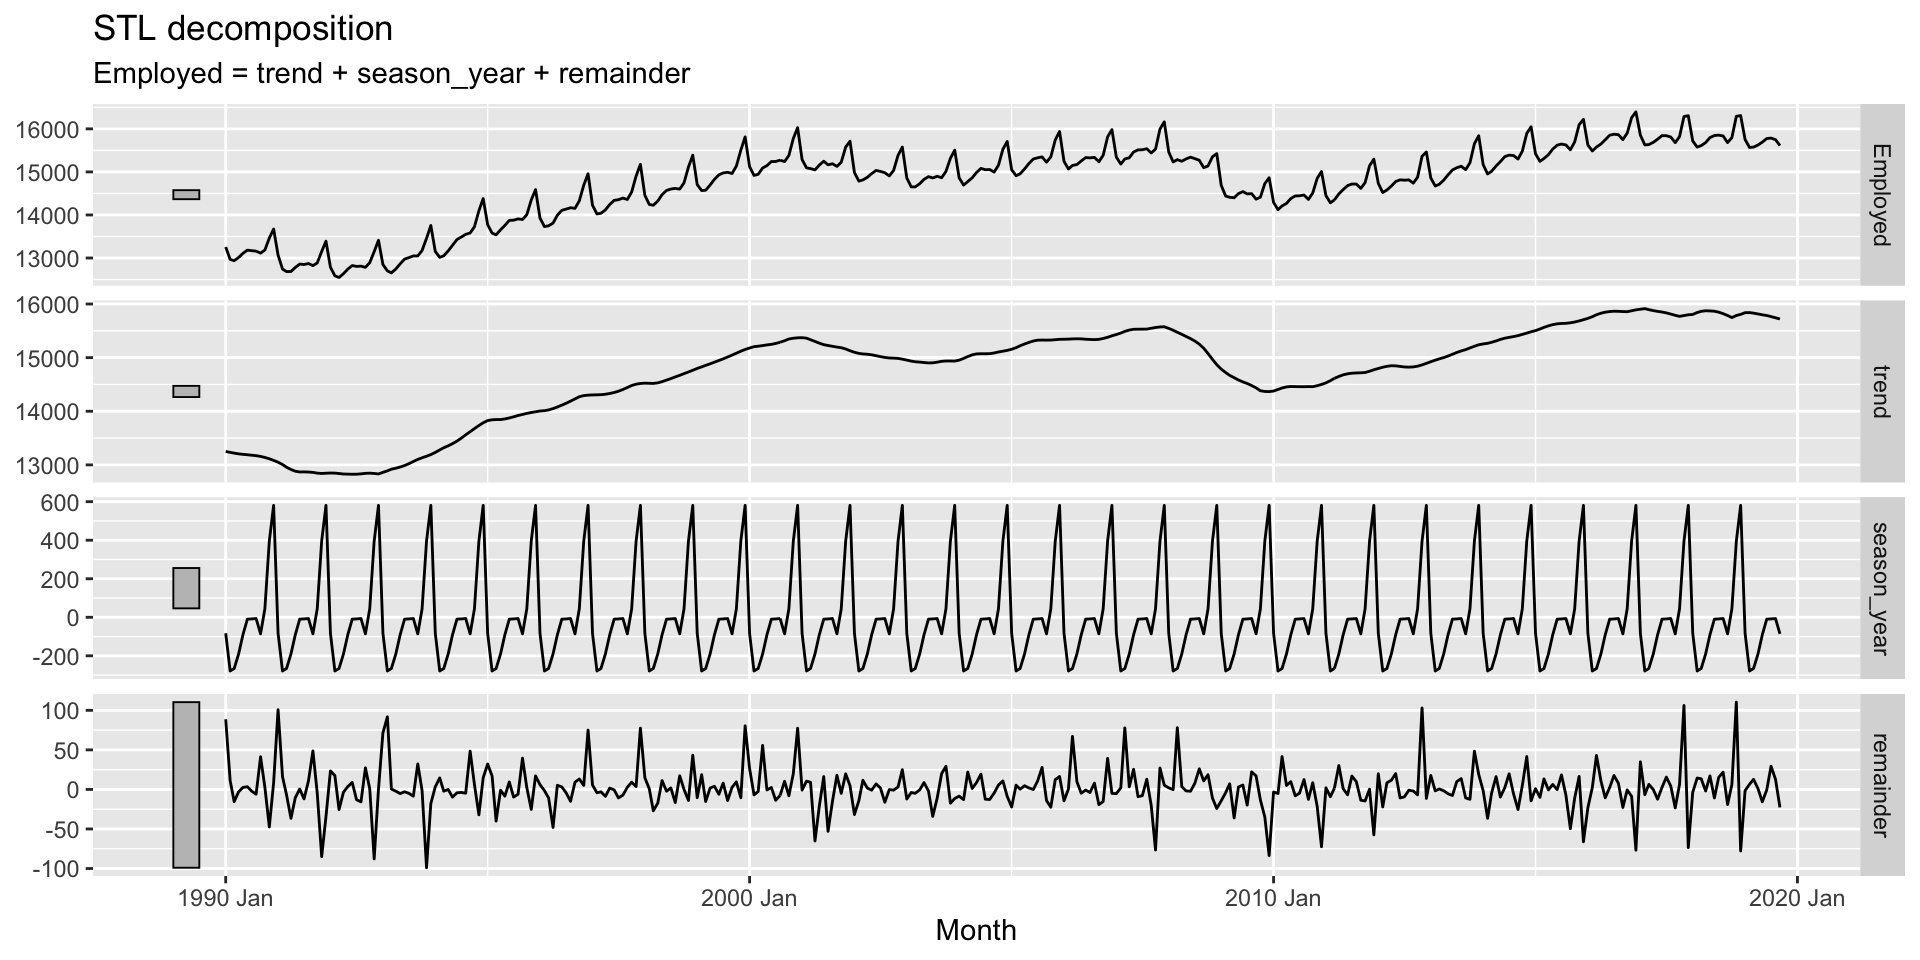 STL decomposition
Employed = trend + season_year + remainder
16000
15000
14000
13000
Employed
16000
15000
14000
13000
trend
600
400
200
0
-200
season_year
100
50
0
-50
-100
remainder
1990 Jan
2000 Jan
2010 Jan
2020 Jan
Month